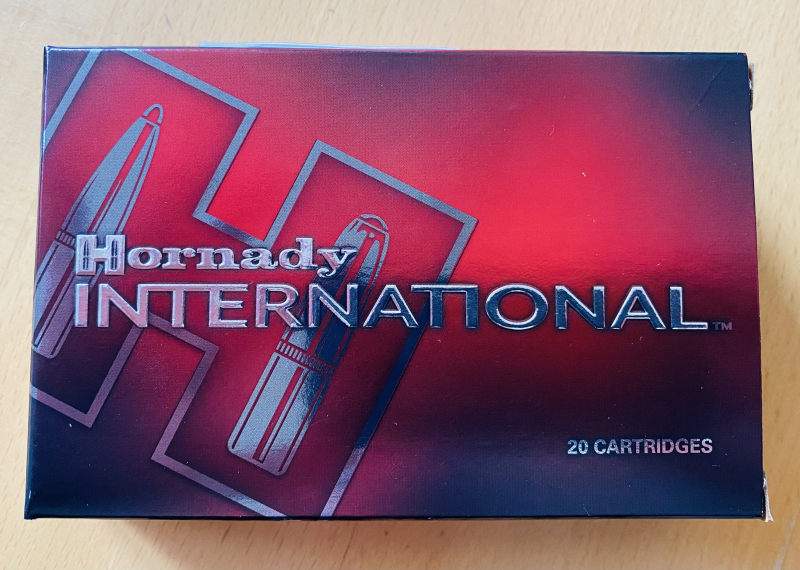 Hornady
INTERNATIONAL™
20 CARTRIDGES